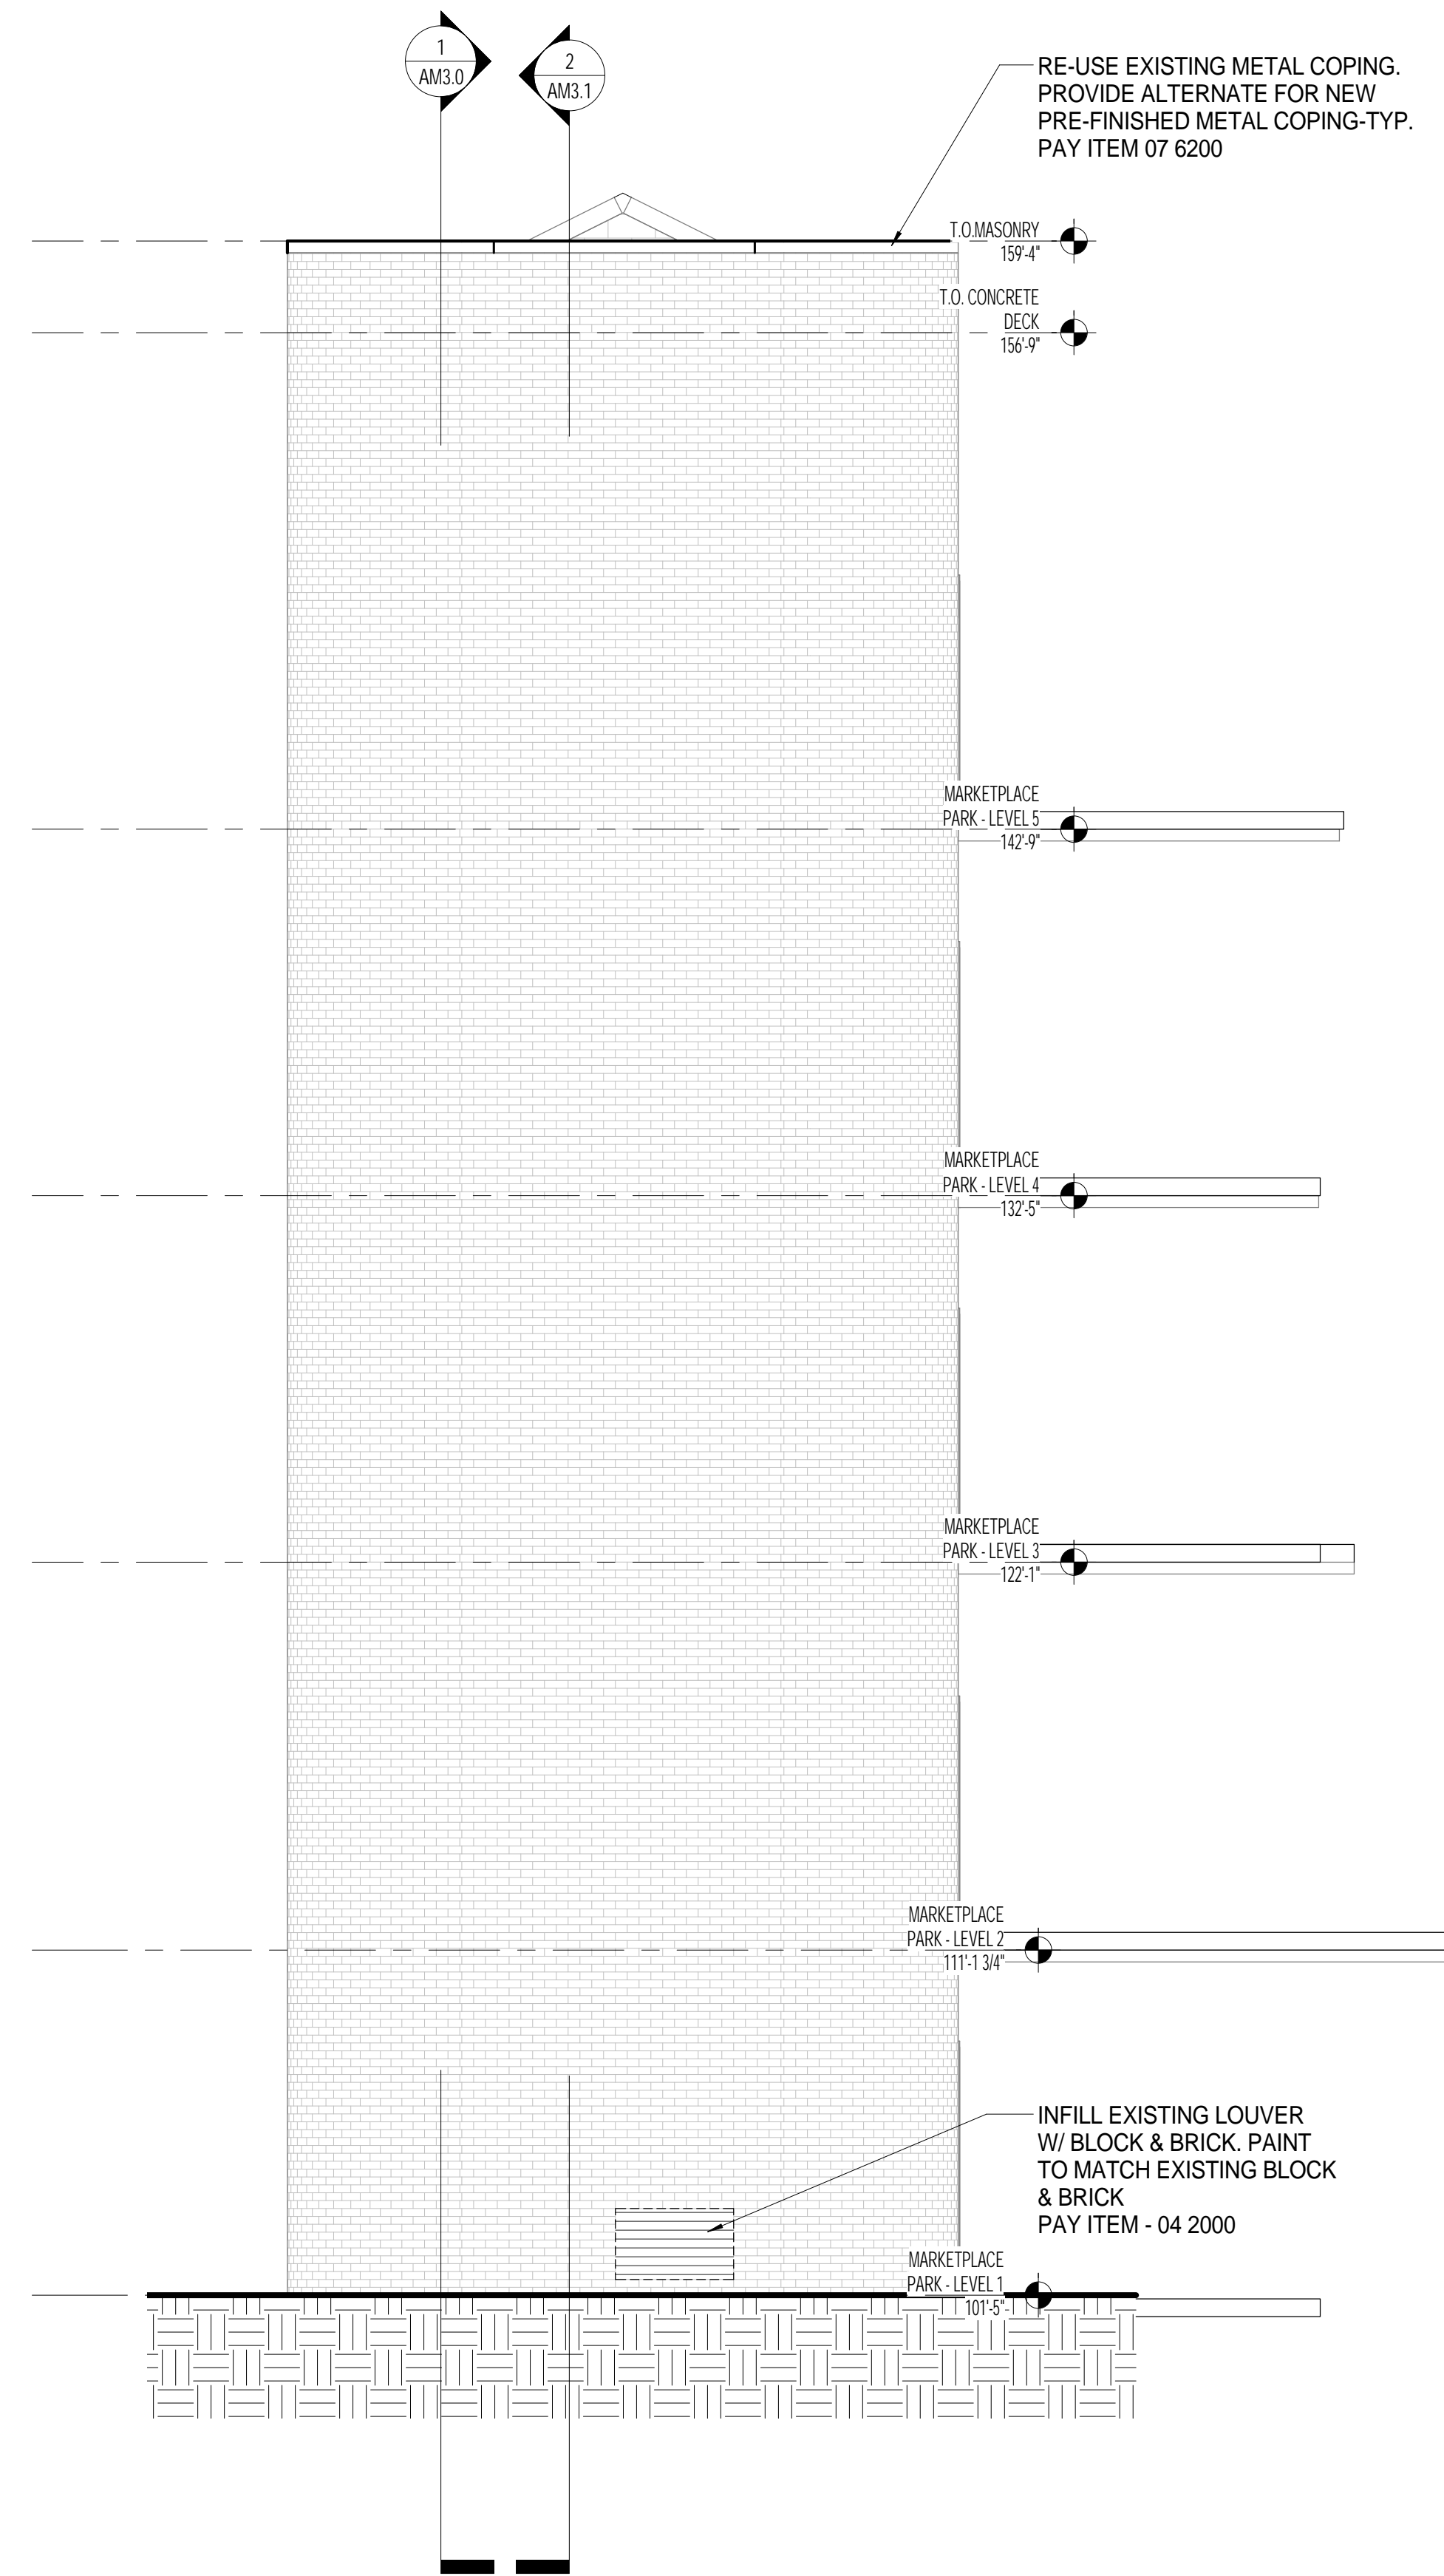 1
AM3.0
2
AM3.1
RE-USE EXISTING METAL COPING.
PROVIDE ALTERNATE FOR NEW
PRE-FINISHED METAL COPING-TYP.
PAY ITEM 07 6200
T.O.MASONRY
159'-4"
T.O. CONCRETE
DECK
156'-9"
MARKETPLACE
PARK - LEVEL 5
142'-9"
MARKETPLACE
PARK - LEVEL 4
132'-5"
MARKETPLACE
PARK - LEVEL 3
122'-1"
MARKETPLACE
PARK - LEVEL 2
111'-1 3/4"
INFILL EXISTING LOUVER
W/ BLOCK & BRICK. PAINT
TO MATCH EXISTING BLOCK
& BRICK
PAY ITEM - 04 2000
MARKETPLACE
PARK - LEVEL 1
101'-5"